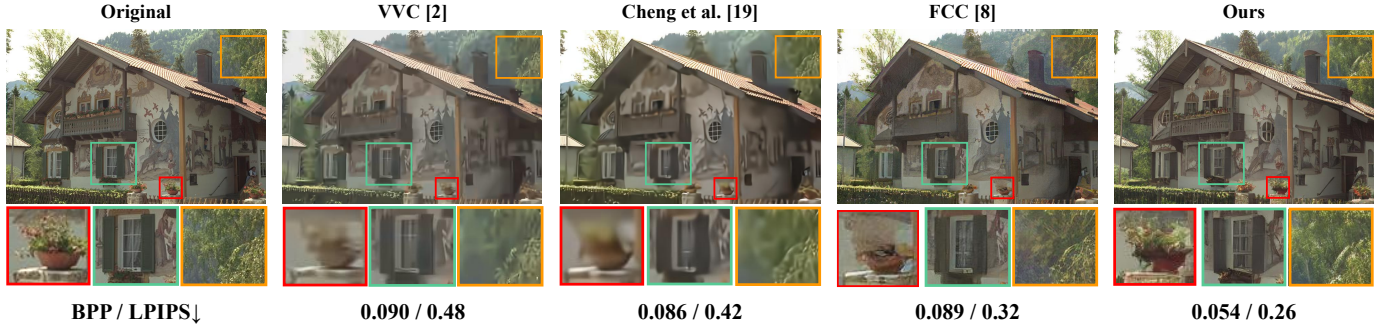 Original VVC [2] Cheng et al. [19] FCC [8] Ours
BPP / LPIPS↓ 0.090 / 0.48 0.086 / 0.42 0.089 / 0.32 0.054 / 0.26